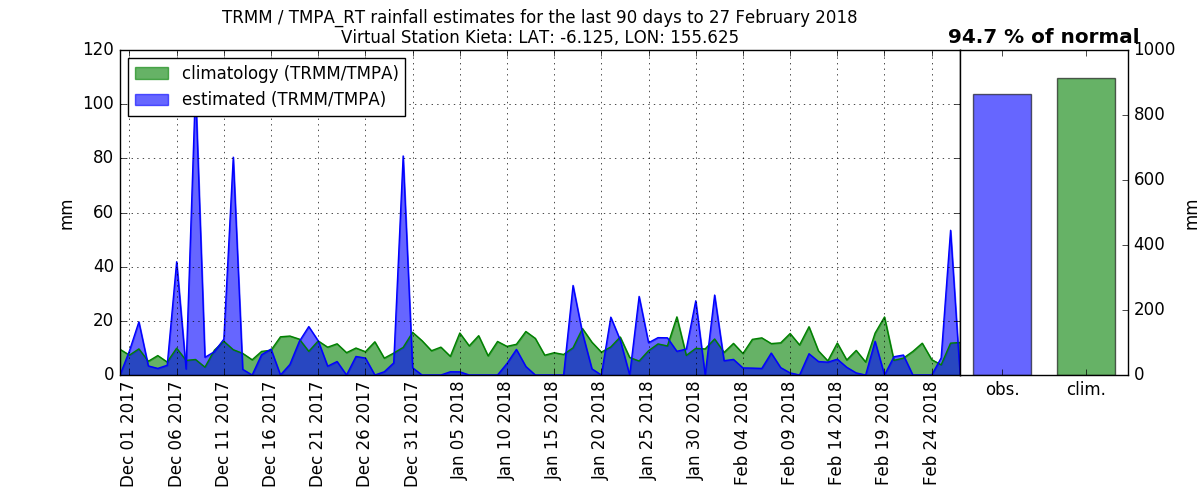 TRMM / TMPA_RT rainfall estimates for the last 90 days to 27 February 2018
Virtual Station Kieta: LAT: -6.125, LON: 155.625
94.7 % of normal
climatology (TRMM/TMPA)
estimated (TRMM/TMPA)
mm
120
100
80
60
40
20
0
Dec 01 2017
Dec 06 2017
Dec 11 2017
Dec 16 2017
Dec 21 2017
Dec 26 2017
Dec 31 2017
Jan 05 2018
Jan 10 2018
Jan 15 2018
Jan 20 2018
Jan 25 2018
Jan 30 2018
Feb 04 2018
Feb 09 2018
Feb 14 2018
Feb 19 2018
Feb 24 2018
1000
800
600
400
200
0
mm
obs.
clim.